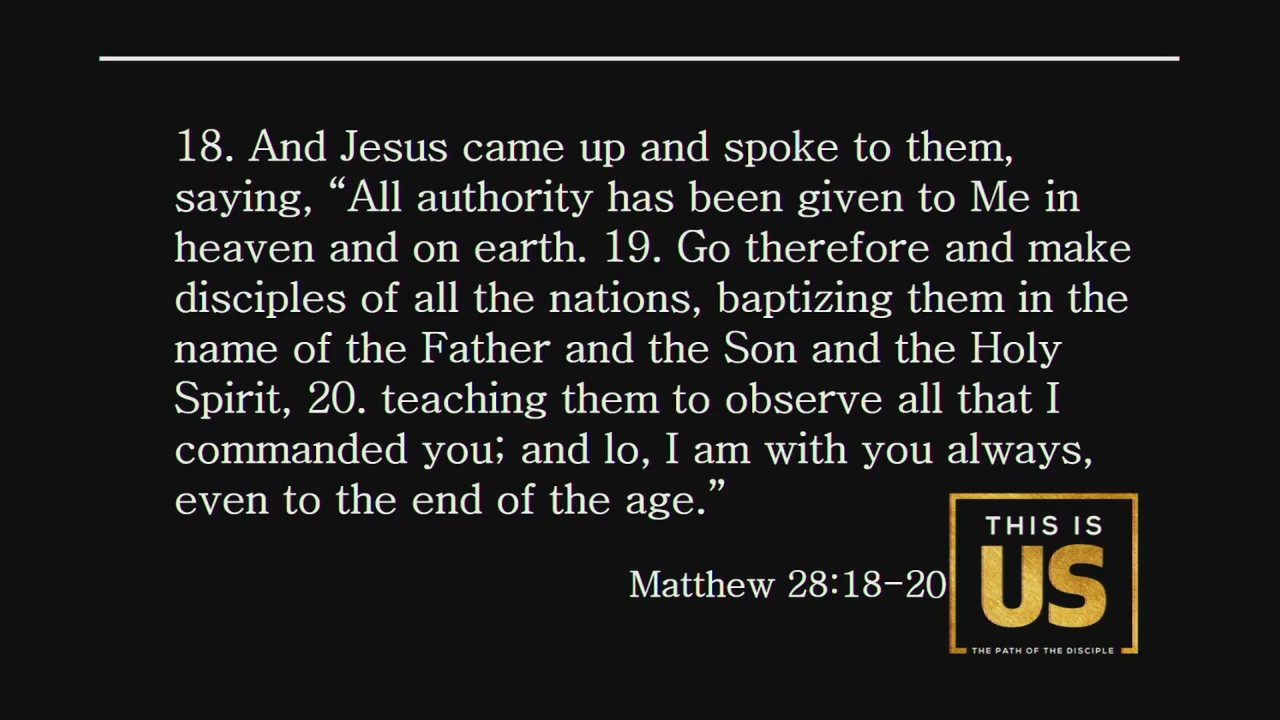 18. And Jesus came up and spoke to them,
saying, “All authority has been given to Me in
heaven and on earth. 19. Go therefore and make
disciples of all the nations, baptizing them in the
name of the Father and the Son and the Holy
Spirit, 20. teaching them to observe all that I
commanded you; and lo, I am with you always,
even to the end of the age.”
Matthew 28:18-20
THIS IS
US
THE PATH OF THE DISCIPLE